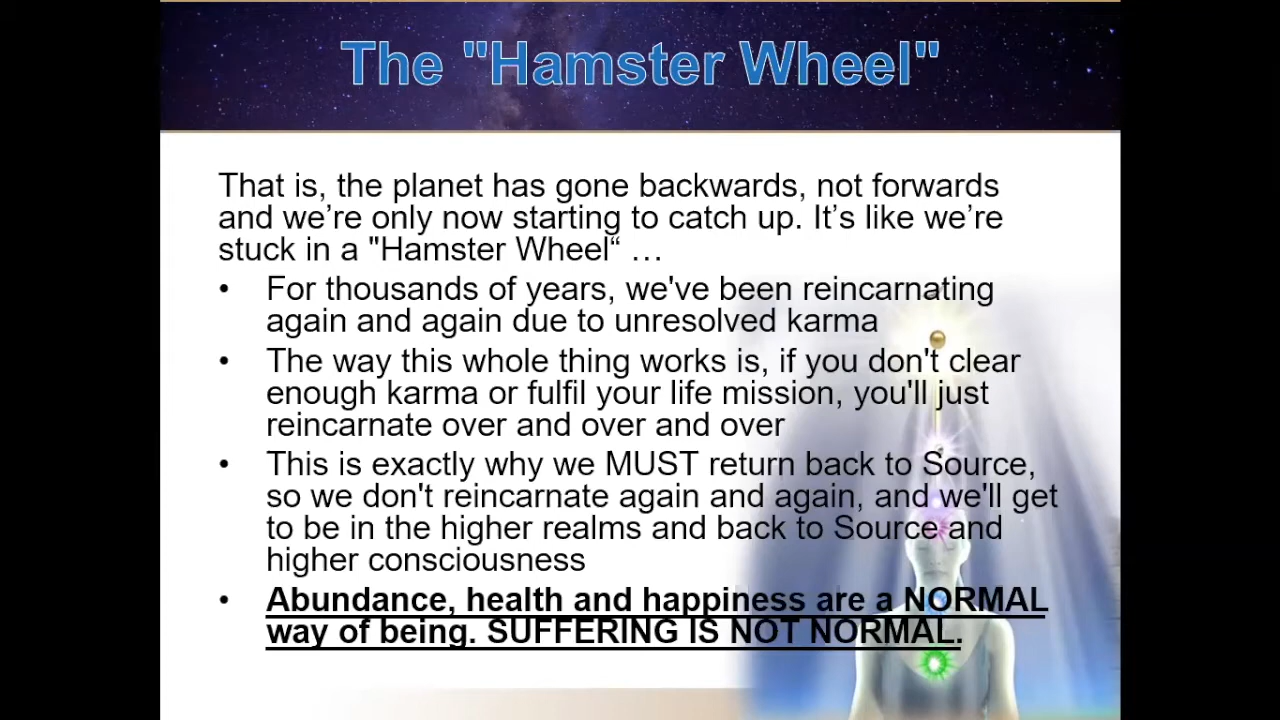 The "Hamster Wheel"
That is, the planet has gone backwards, not forwards
and we’re only now starting to catch up. It’s like we’re
stuck in a "Hamster Wheel“ …
• For thousands of years, we've been reincarnating
again and again due to unresolved karma
• The way this whole thing works is, if you don't clear
enough karma or fulfil your life mission, you'll just
reincarnate over and over and over
• This is exactly why we MUST return back to Source,
so we don't reincarnate again and again, and we'll get
to be in the higher realms and back to Source and
higher consciousness
• Abundance, health and happiness are a NORMAL
way of being. SUFFERING IS NOT NORMAL.